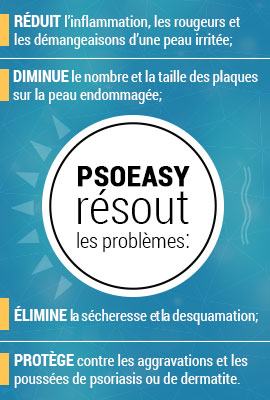 RÉDUIT l'inflammation, les rougeurs et
les démangeaisons d'une peau irritée;
DIMINUE le nombre et la taille des plaques
sur la peau endommagée;
PSOEASY
résout
les problèmes:
ÉLIMINE la sécheresse et la desquamation;
PROTÈGE contre les aggravations et les
poussées de psoriasis ou de dermatite.